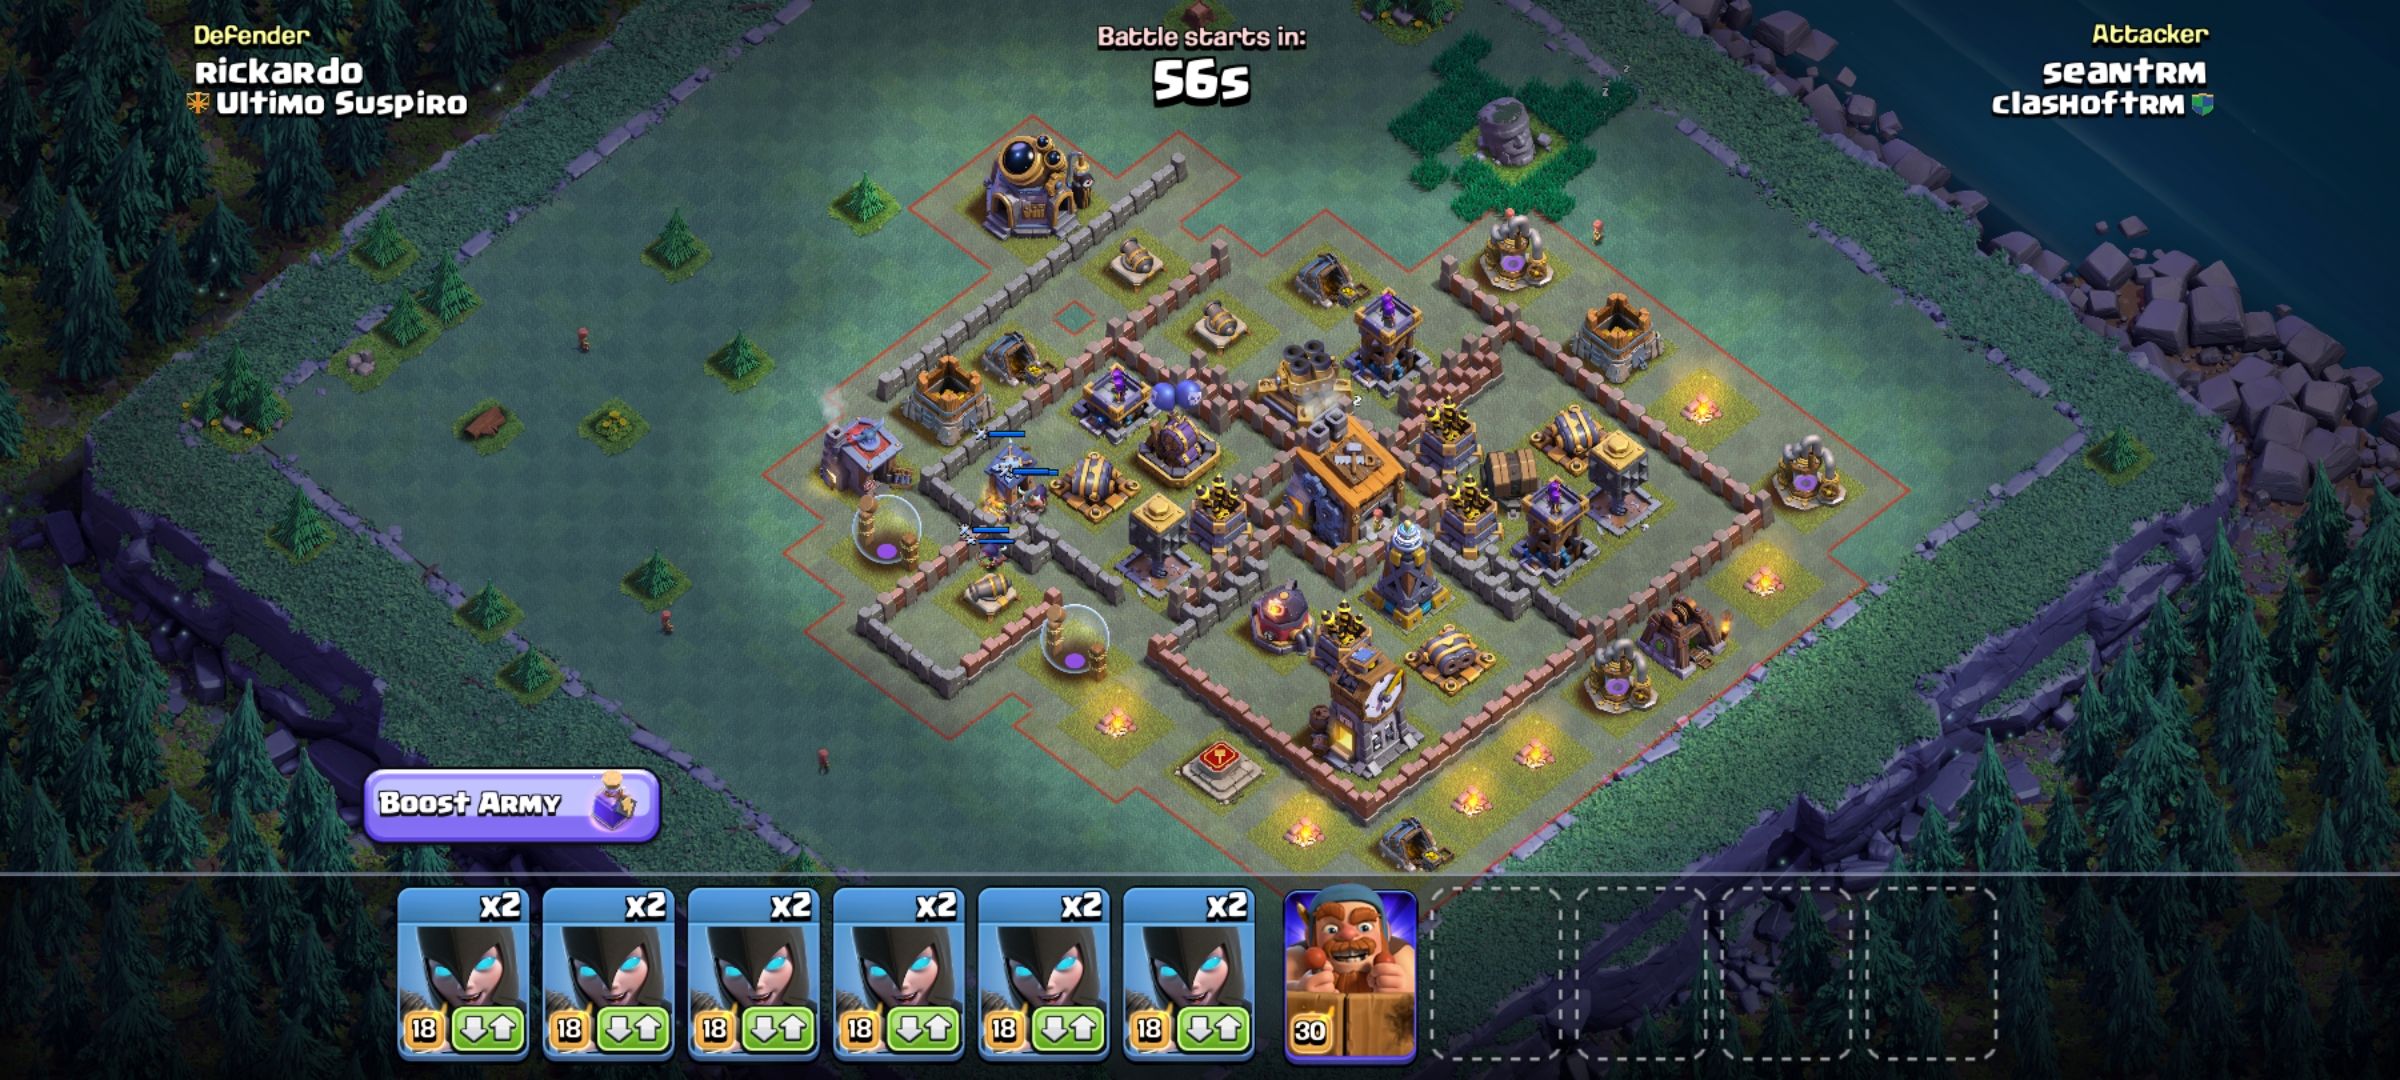 Defender
Rickardo
Ultimo Suspiro
Battle starts in:
56s
Attacker
seantRM
clashoftRM
Boost Army
x2
x2
x2
x2
x2
x2
18
18
18
18
18
18
30